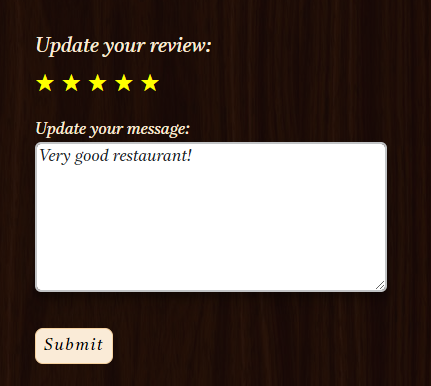 Update your review:
Update your message:
Very good restaurant!
Submit